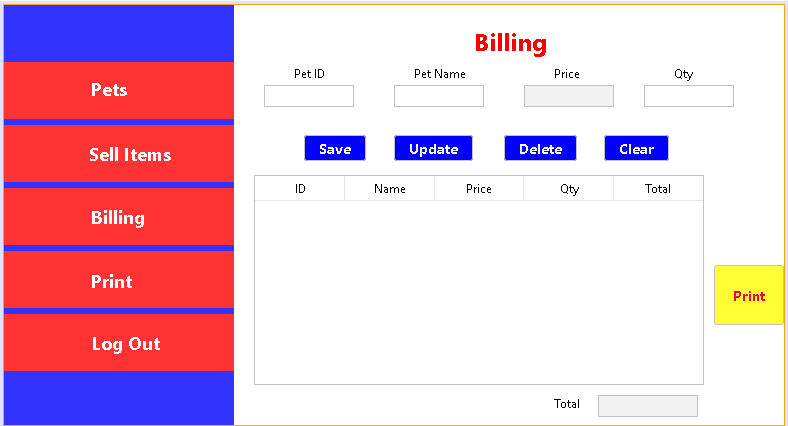 Pets
Sell Items
Billing
Print
Log Out
Billing
Pet ID Pet Name Price Qty
Save Update Delete Clear
ID Name Price Qty Total
Print
Total